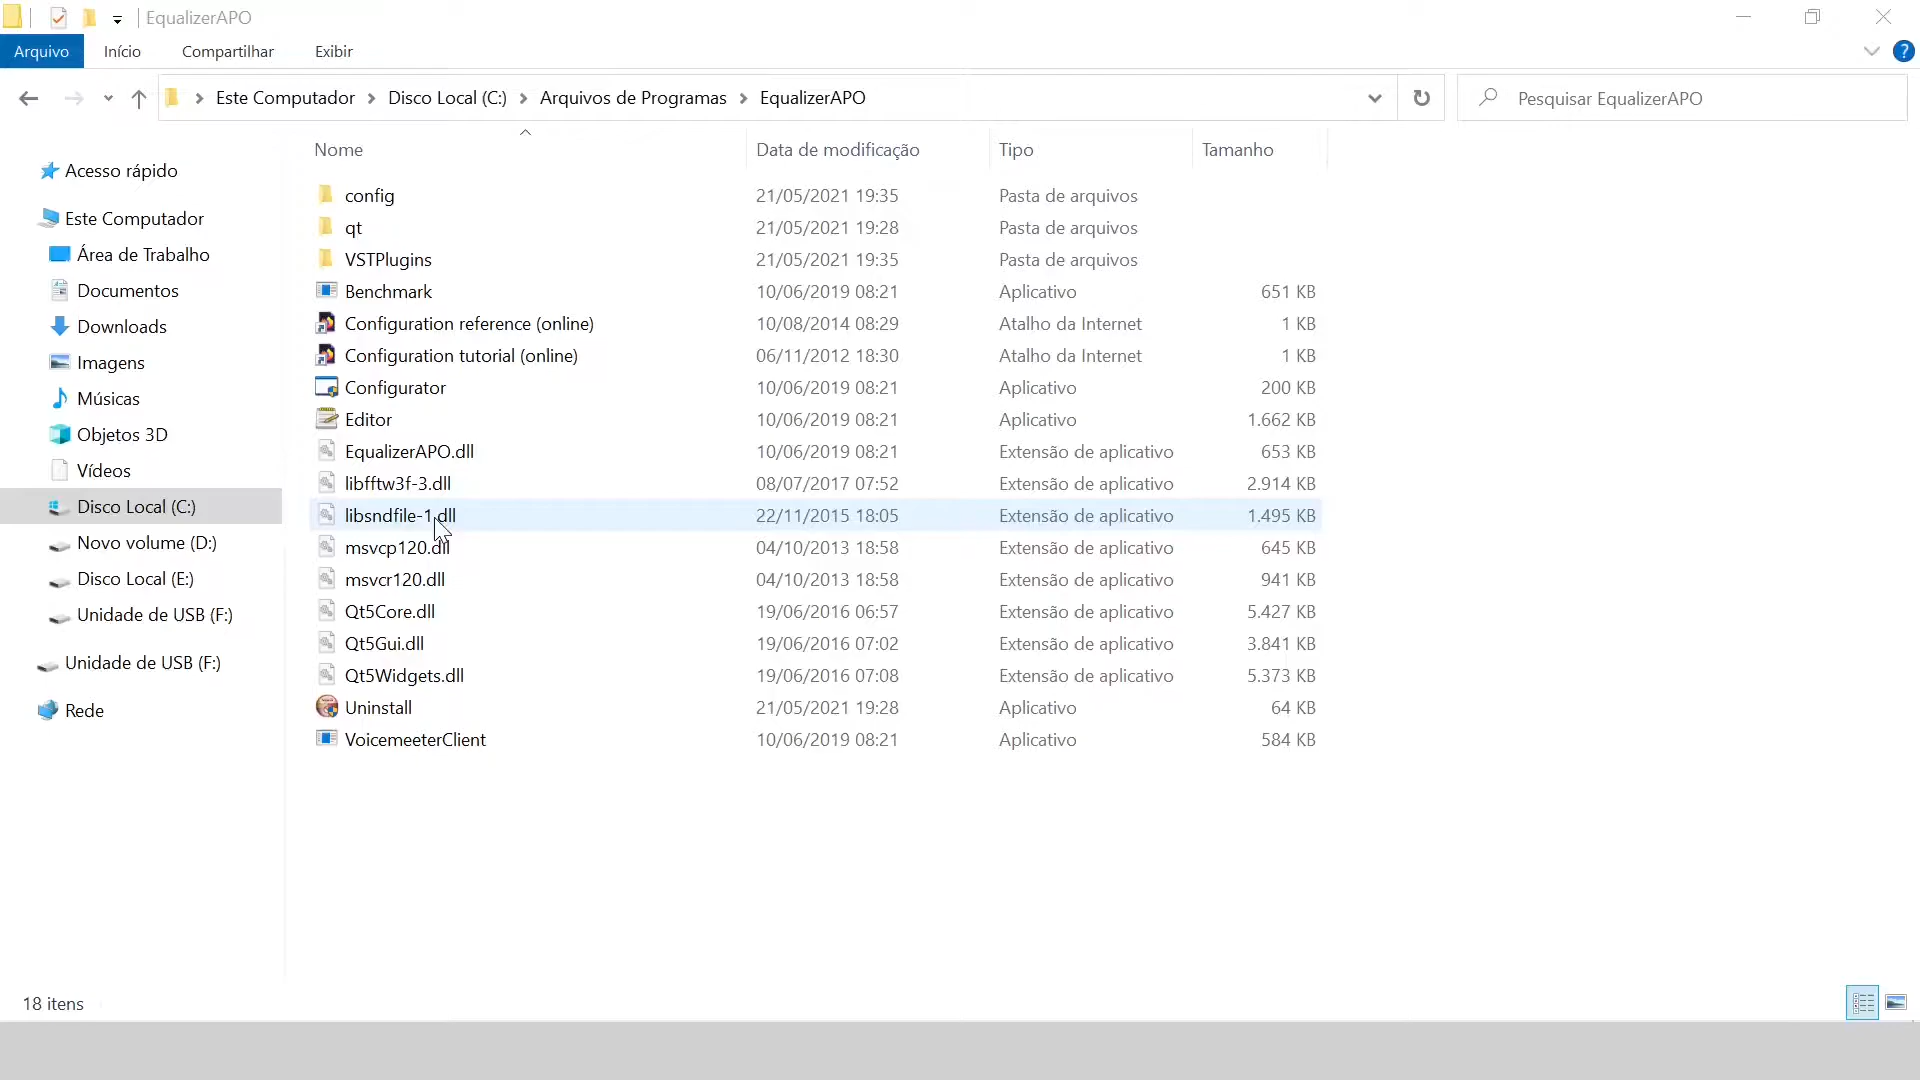 EqualizerAPO
Arquivo Início Compartilhar Exibir ?
Este Computador Disco Local (C:) Arquivos de Programas EqualizerAPO Pesquisar EqualizerAPO
Nome Data de modificação Tipo Tamanho
Acesso rápido
Este Computador
Área de Trabalho
Documentos
Downloads
Imagens
Músicas
Objetos 3D
Vídeos
Disco Local (C:)
Novo volume (D:)
Disco Local (E:)
Unidade de USB (F:)
Unidade de USB (F:)
Rede
config 21/05/2021 19:35 Pasta de arquivos
qt 21/05/2021 19:28 Pasta de arquivos
VSTPlugins 21/05/2021 19:35 Pasta de arquivos
Benchmark 10/06/2019 08:21 Aplicativo 651 KB
Configuration reference (online) 10/08/2014 08:29 Atalho da Internet 1 KB
Configuration tutorial (online) 06/11/2012 18:30 Atalho da Internet 1 KB
Configurator 10/06/2019 08:21 Aplicativo 200 KB
Editor 10/06/2019 08:21 Aplicativo 1.662 KB
EqualizerAPO.dll 10/06/2019 08:21 Extensão de aplicativo 653 KB
libfftw3f-3.dll 08/07/2017 07:52 Extensão de aplicativo 2.914 KB
libsndfile-1.dll 22/11/2015 18:05 Extensão de aplicativo 1.495 KB
msvcp120.dll 04/10/2013 18:58 Extensão de aplicativo 645 KB
msvcr120.dll 04/10/2013 18:58 Extensão de aplicativo 941 KB
Qt5Core.dll 19/06/2016 06:57 Extensão de aplicativo 5.427 KB
Qt5Gui.dll 19/06/2016 07:02 Extensão de aplicativo 3.841 KB
Qt5Widgets.dll 19/06/2016 07:08 Extensão de aplicativo 5.373 KB
Uninstall 21/05/2021 19:28 Aplicativo 64 KB
VoicemeeterClient 10/06/2019 08:21 Aplicativo 584 KB
18 itens